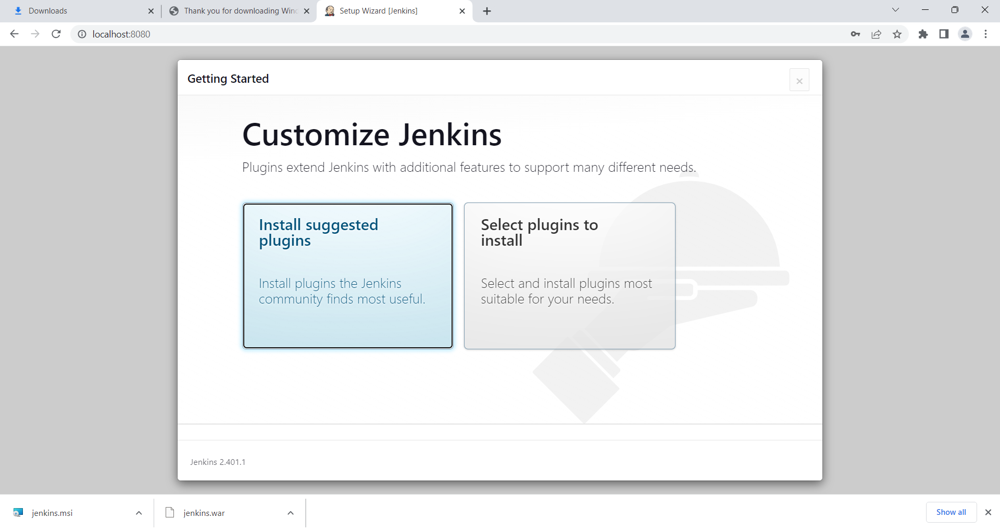 Downloads
Thank you for downloading Wind
Setup Wizard [Jenkins]
localhost:8080
Getting Started
Customize Jenkins
Plugins extend Jenkins with additional features to support many different needs.
Install suggested
plugins
Install plugins the Jenkins
community finds most useful.
Select plugins to
install
Select and install plugins most
suitable for your needs.
Jenkins 2.401.1
jenkins.msi
jenkins.war
Show all